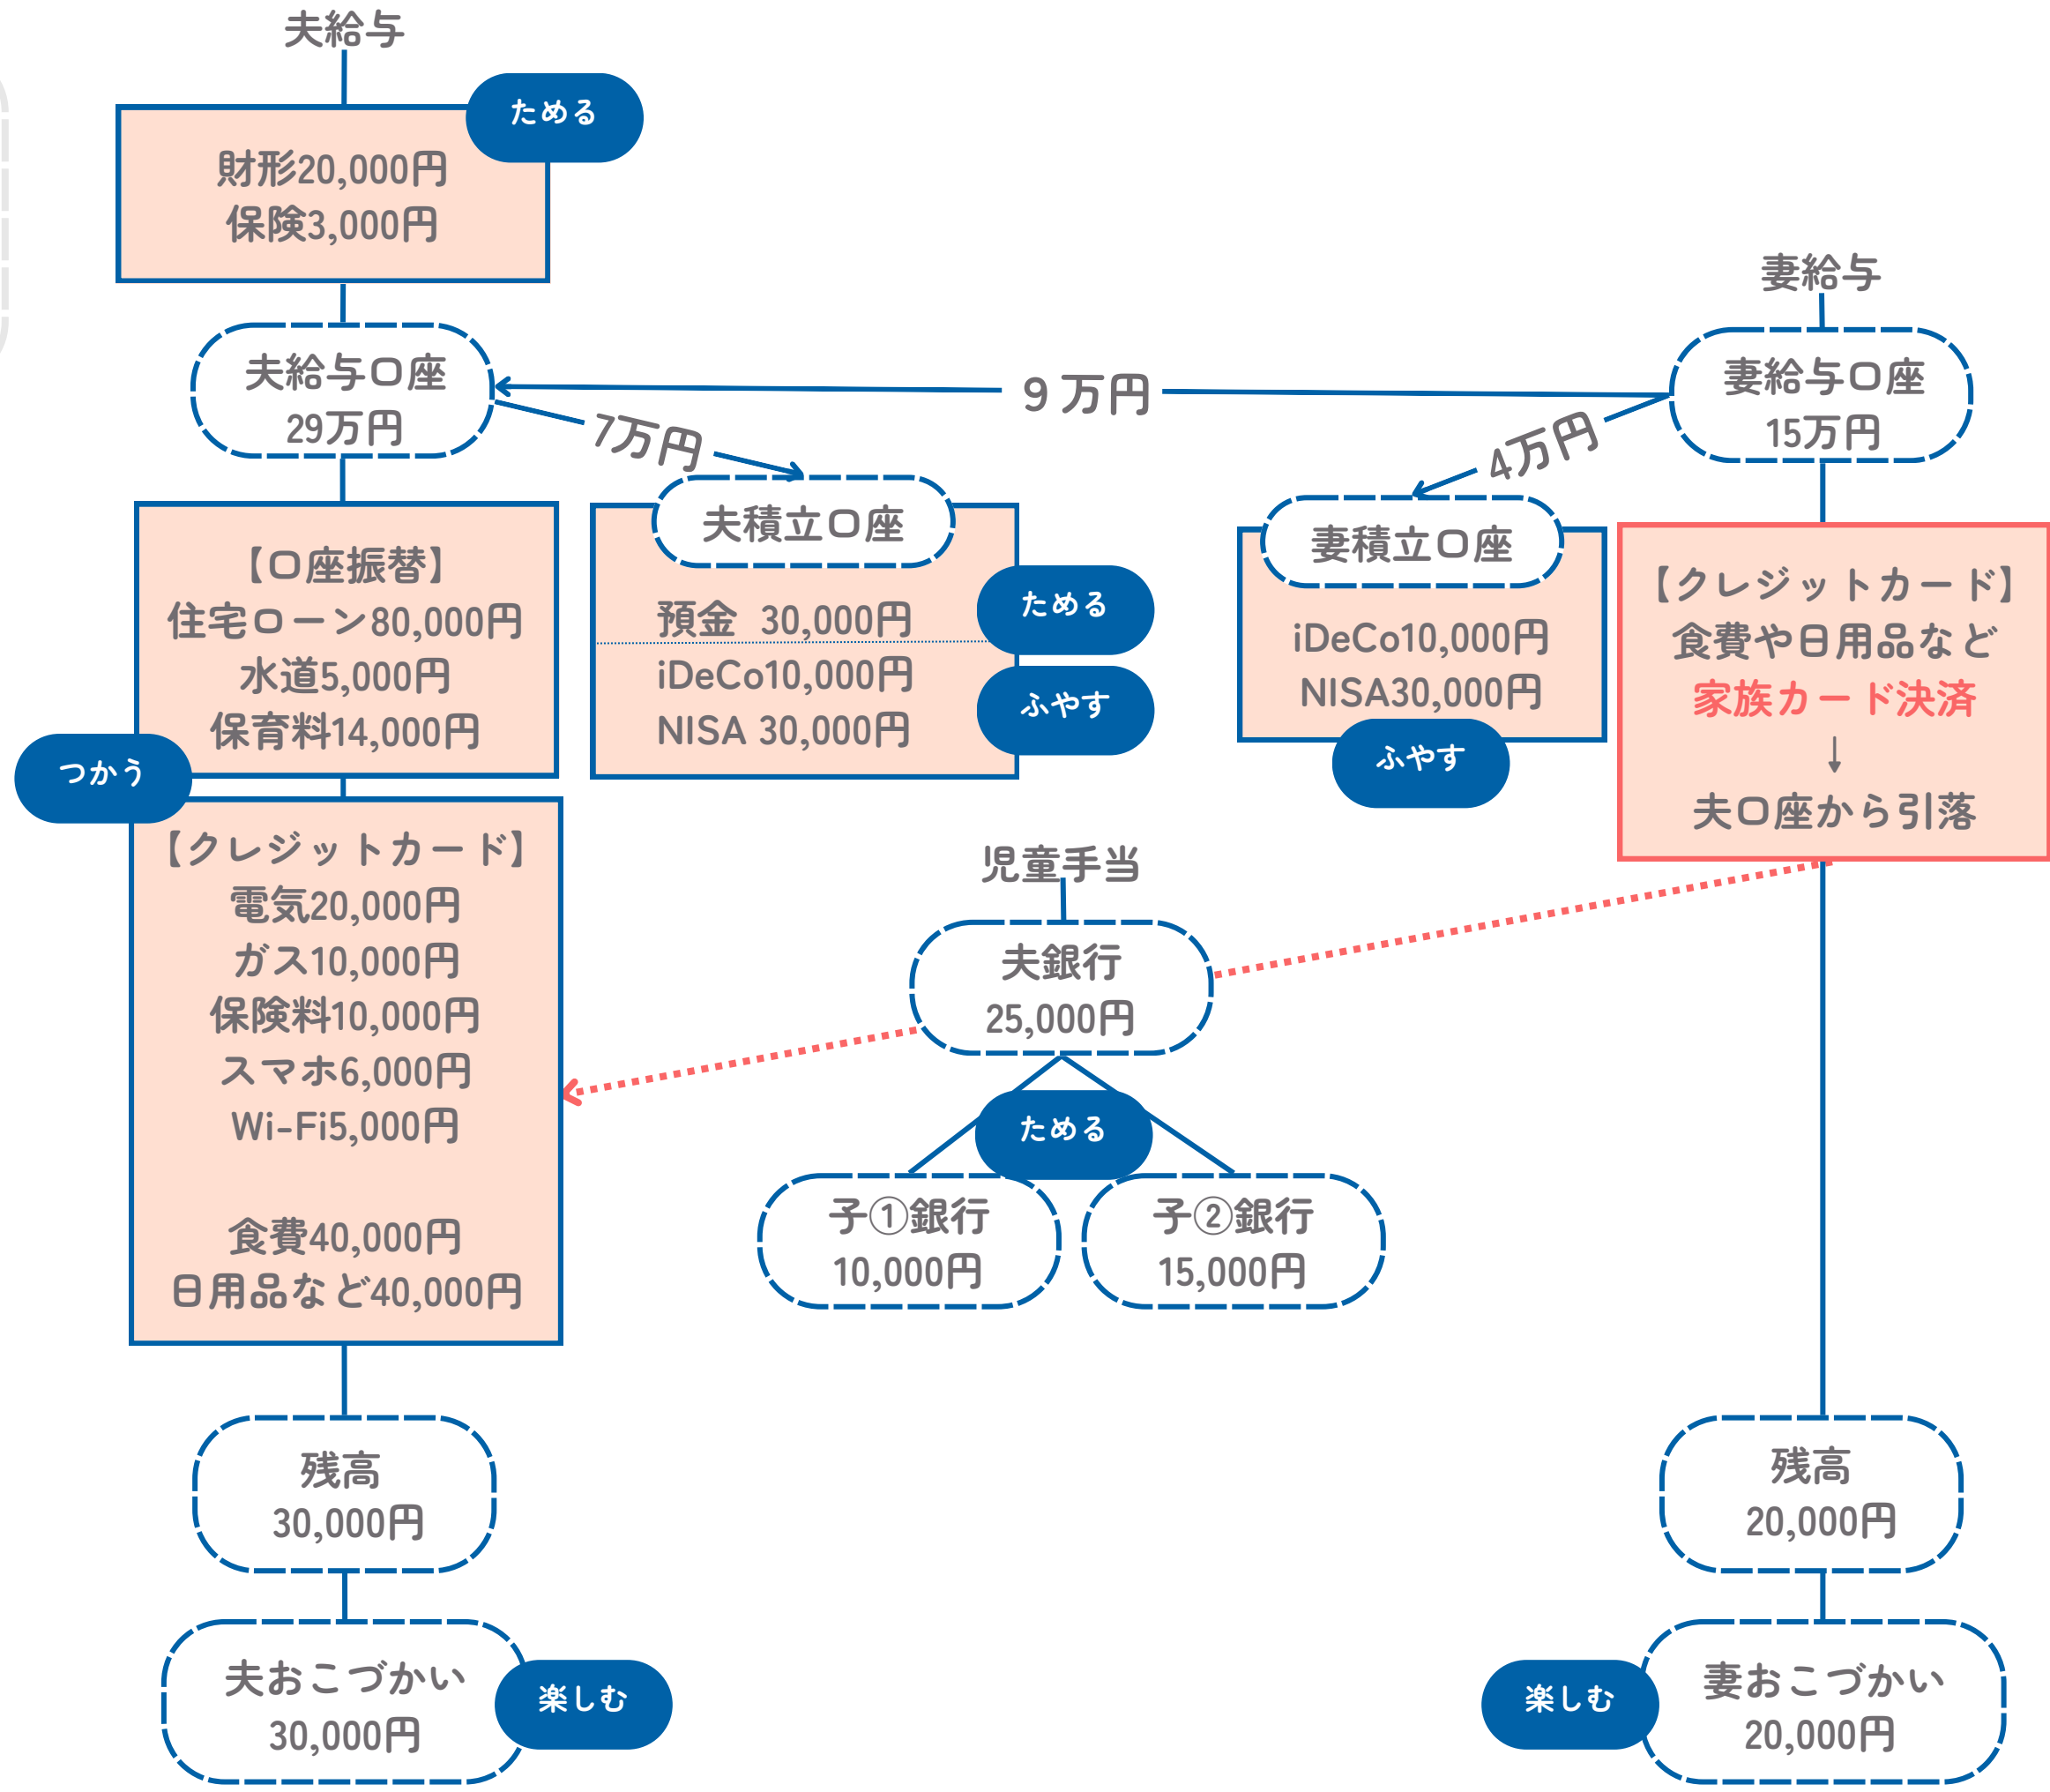 夫給与
ためる
財形20,000円
保険3,000円
夫給与口座
29万円
9 万円
7万円
妻給与
妻給与口座
15万円
4万円
【口座振替】
住宅ローン80,000円
水道5,000円
保育料14,000円
つかう
夫積立口座
預金 30,000円
iDeCo10,000円
NISA 30,000円
ためる
ふやす
妻積立口座
iDeCo10,000円
NISA30,000円
ふやす
【クレジットカード】
食費や日用品など
家族カード決済
↓
夫口座から引落
【クレジットカード】
電気20,000円
ガス10,000円
保険料10,000円
スマホ6,000円
Wi-Fi5,000円
食費40,000円
日用品など40,000円
児童手当
夫銀行
25,000円
ためる
子①銀行
10,000円
子②銀行
15,000円
残高
30,000円
夫おこづかい
30,000円
楽しむ
残高
20,000円
楽しむ
妻おこづかい
20,000円